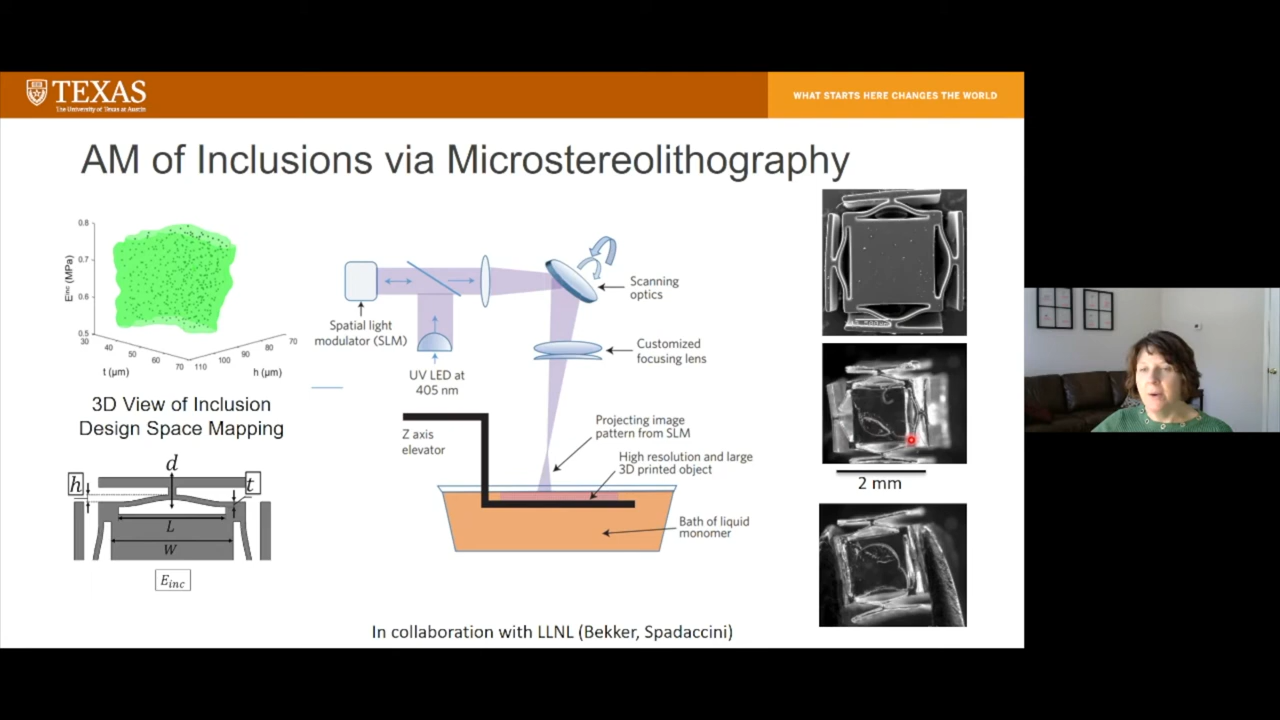 TEXAS
The University of Texas at Austin
WHAT STARTS HERE CHANGES THE WORLD
AM of Inclusions via Microstereolithography
0.8
0.7
0.6
0.5
E^inc (MPa)
30
40
50
60
70
t (μm)
110
100
90
80
70
h (μm)
3D View of Inclusion
Design Space Mapping
d
h
t
L
W
E_inc
Spatial light
modulator (SLM)
UV LED at
405 nm
Scanning
optics
Customized
focusing lens
Z axis
elevator
Projecting image
pattern from SLM
High resolution and large
3D printed object
Bath of liquid
monomer
2 mm
In collaboration with LLNL (Bekker, Spadaccini)